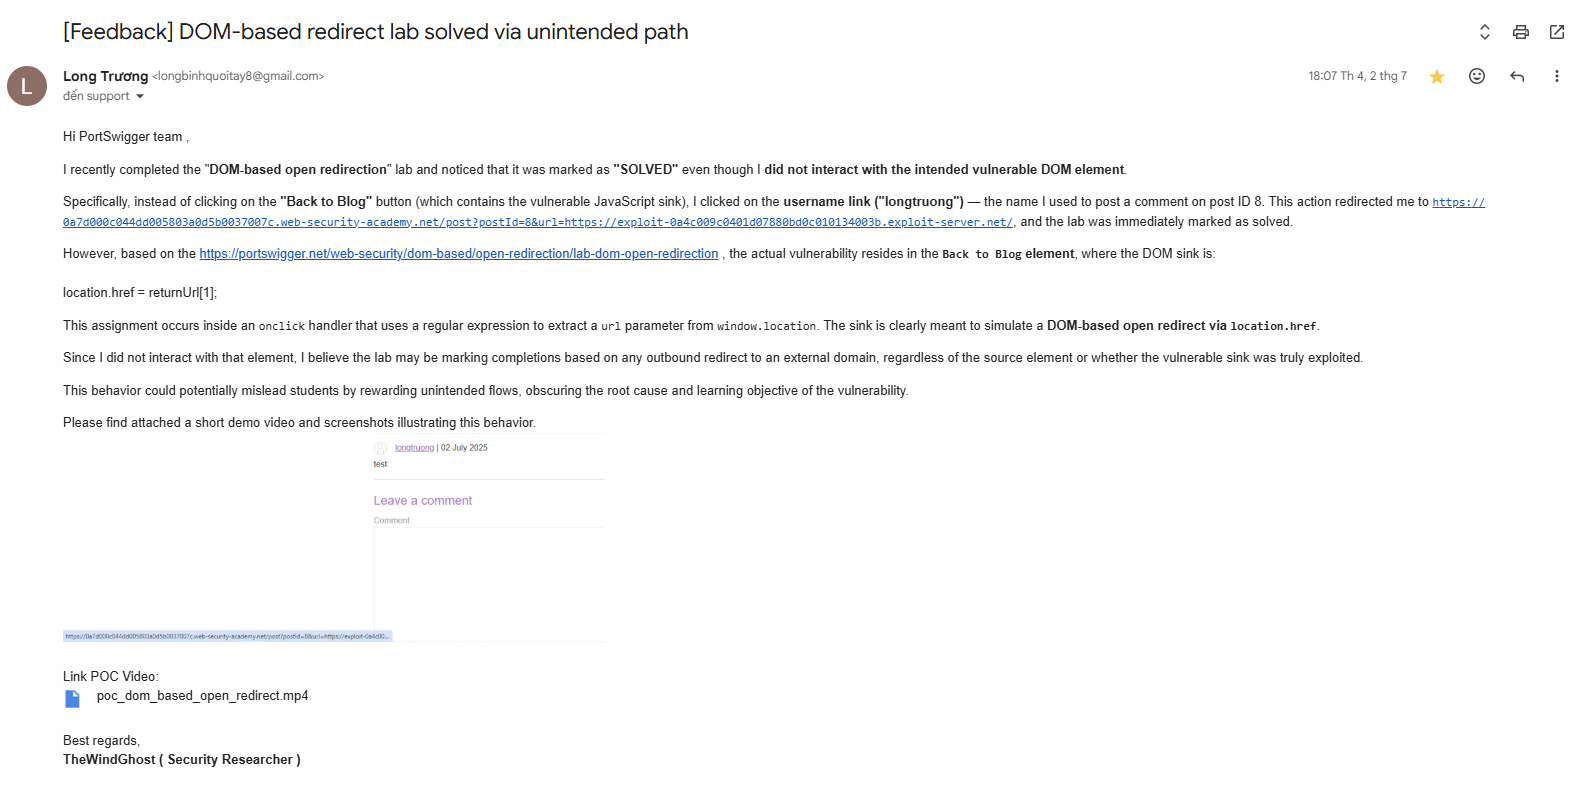 [Feedback] DOM-based redirect lab solved via unintended path
L
Long Trương <longbinhquoitay8@gmail.com>
18:07 Th 4, 2 thg 7
đến support
Hi PortSwigger team ,
I recently completed the "DOM-based open redirection" lab and noticed that it was marked as "SOLVED" even though I did not interact with the intended vulnerable DOM element.
Specifically, instead of clicking on the "Back to Blog" button (which contains the vulnerable JavaScript sink), I clicked on the username link ("longtruong") — the name I used to post a comment on post ID 8. This action redirected me to https://
0a7d000c044dd005803a0d5b0037007c.web-security-academy.net/post?postId=8&url=https://exploit-0a4c009c0401d07880bd0c010134003b.exploit-server.net/, and the lab was immediately marked as solved.
However, based on the https://portswigger.net/web-security/dom-based/open-redirection/lab-dom-open-redirection , the actual vulnerability resides in the Back to Blog element, where the DOM sink is:
location.href = returnUrl[1];
This assignment occurs inside an onclick handler that uses a regular expression to extract a url parameter from window.location. The sink is clearly meant to simulate a DOM-based open redirect via location.href.
Since I did not interact with that element, I believe the lab may be marking completions based on any outbound redirect to an external domain, regardless of the source element or whether the vulnerable sink was truly exploited.
This behavior could potentially mislead students by rewarding unintended flows, obscuring the root cause and learning objective of the vulnerability.
Please find attached a short demo video and screenshots illustrating this behavior.
longtruong | 02 July 2025
test
Leave a comment
Comment
https://0a7d000c044dd005803a0d5b0037007c.web-security-academy.net/post?postId=8&url=https://exploit-0a4c00...
Link POC Video:
poc_dom_based_open_redirect.mp4
Best regards,
TheWindGhost ( Security Researcher )